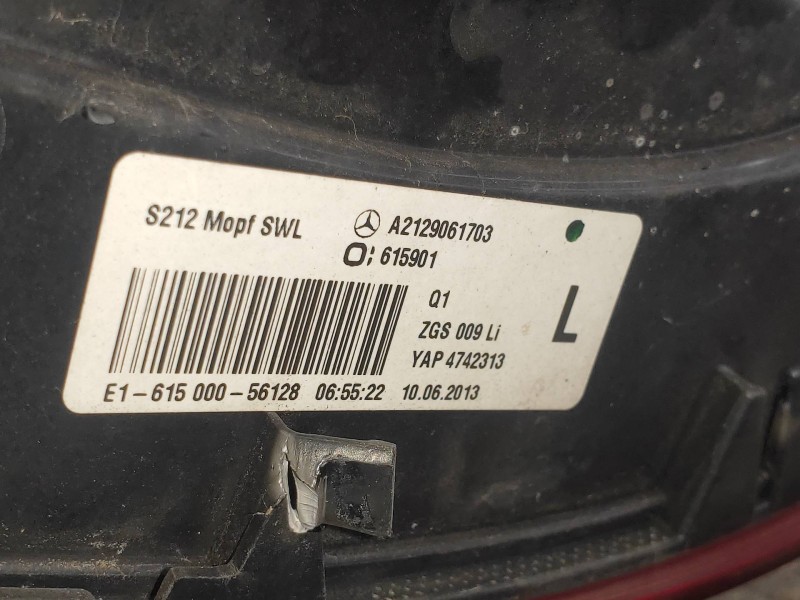 S212 Mopf SWL A2129061703
O: 615901
Q1
ZGS 009 Li L
YAP 4742313
E1-615 000-56128 06:55:22 10.06.2013